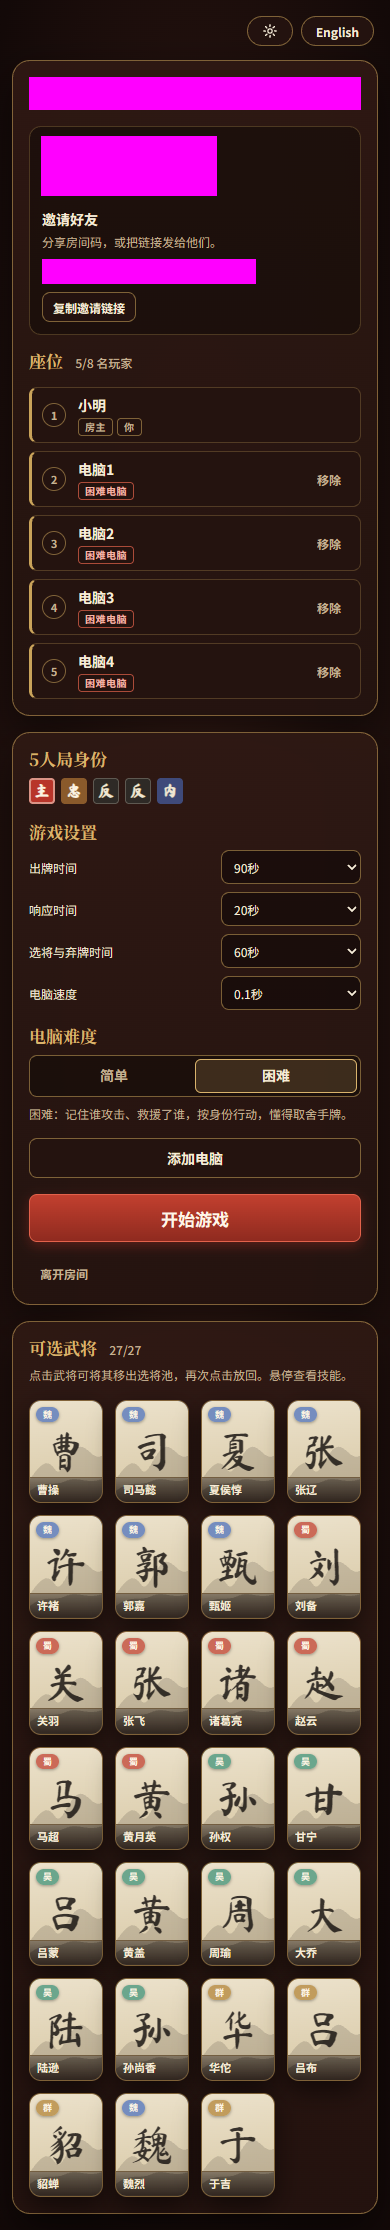 English
邀请好友
分享房间码，或把链接发给他们。
复制邀请链接
座位 5/8 名玩家
1 小明
房主 你
2 电脑1 移除
困难电脑
3 电脑2 移除
困难电脑
4 电脑3 移除
困难电脑
5 电脑4 移除
困难电脑
5人局身份
主 忠 反 反 内
游戏设置
出牌时间 90秒
响应时间 20秒
选将与弃牌时间 60秒
电脑速度 0.1秒
电脑难度
简单 困难
困难：记住谁攻击、救援了谁，按身份行动，懂得取舍手牌。
添加电脑
开始游戏
离开房间
可选武将 27/27
点击武将可将其移出选将池，再次点击放回。悬停查看技能。
魏 魏 魏 魏
曹 司 夏 张
曹操 司马懿 夏侯惇 张辽
魏 魏 魏 蜀
许 郭 甄 刘
许褚 郭嘉 甄姬 刘备
蜀 蜀 蜀 蜀
关 张 诸 赵
关羽 张飞 诸葛亮 赵云
蜀 蜀 吴 吴
马 黄 孙 甘
马超 黄月英 孙权 甘宁
吴 吴 吴 吴
吕 黄 周 大
吕蒙 黄盖 周瑜 大乔
吴 吴 群 群
陆 孙 华 吕
陆逊 孙尚香 华佗 吕布
群 魏 群
貂 魏 于
貂蝉 魏烈 于吉